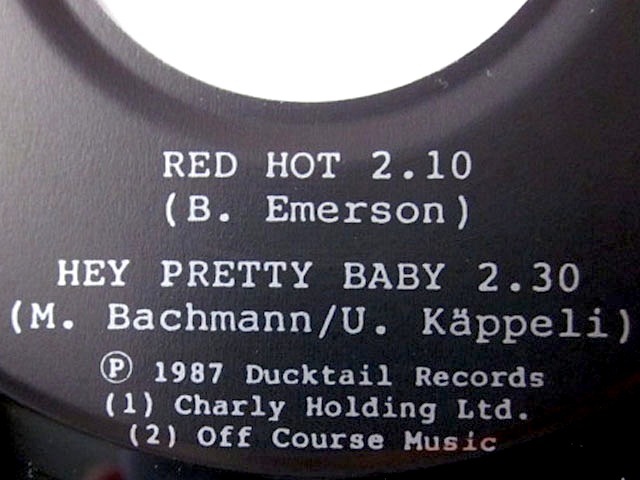 RED HOT 2.10
(B. Emerson)
HEY PRETTY BABY 2.30
(M. Bachmann/U. Käppeli)
Ⓟ 1987 Ducktail Records
(1) Charly Holding Ltd.
(2) Off Course Music